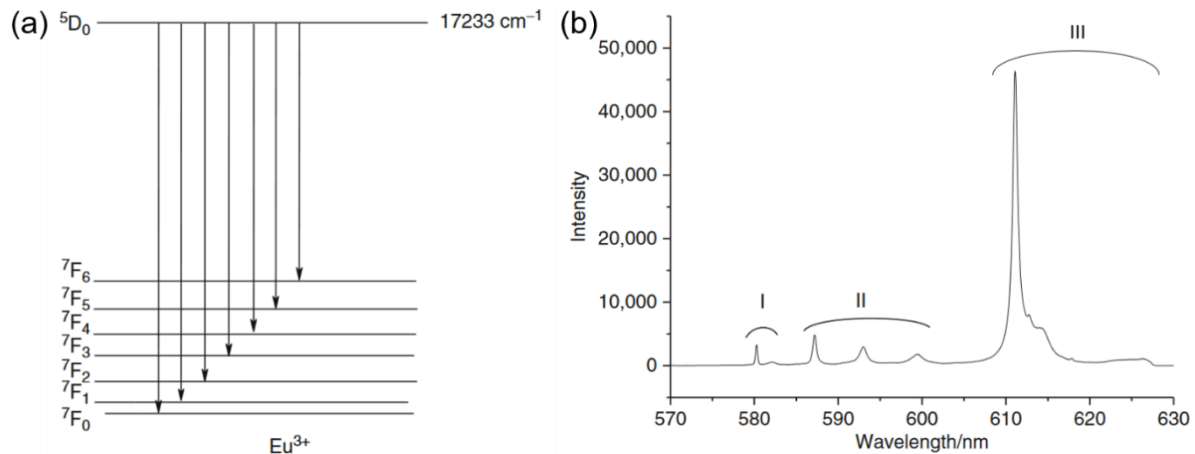 (a)
⁵D₀
17233 cm⁻¹
⁷F₆
⁷F₅
⁷F₄
⁷F₃
⁷F₂
⁷F₁
⁷F₀
Eu³⁺
(b)
50,000
40,000
30,000
20,000
10,000
0
Intensity
I
II
III
570 580 590 600 610 620 630
Wavelength/nm